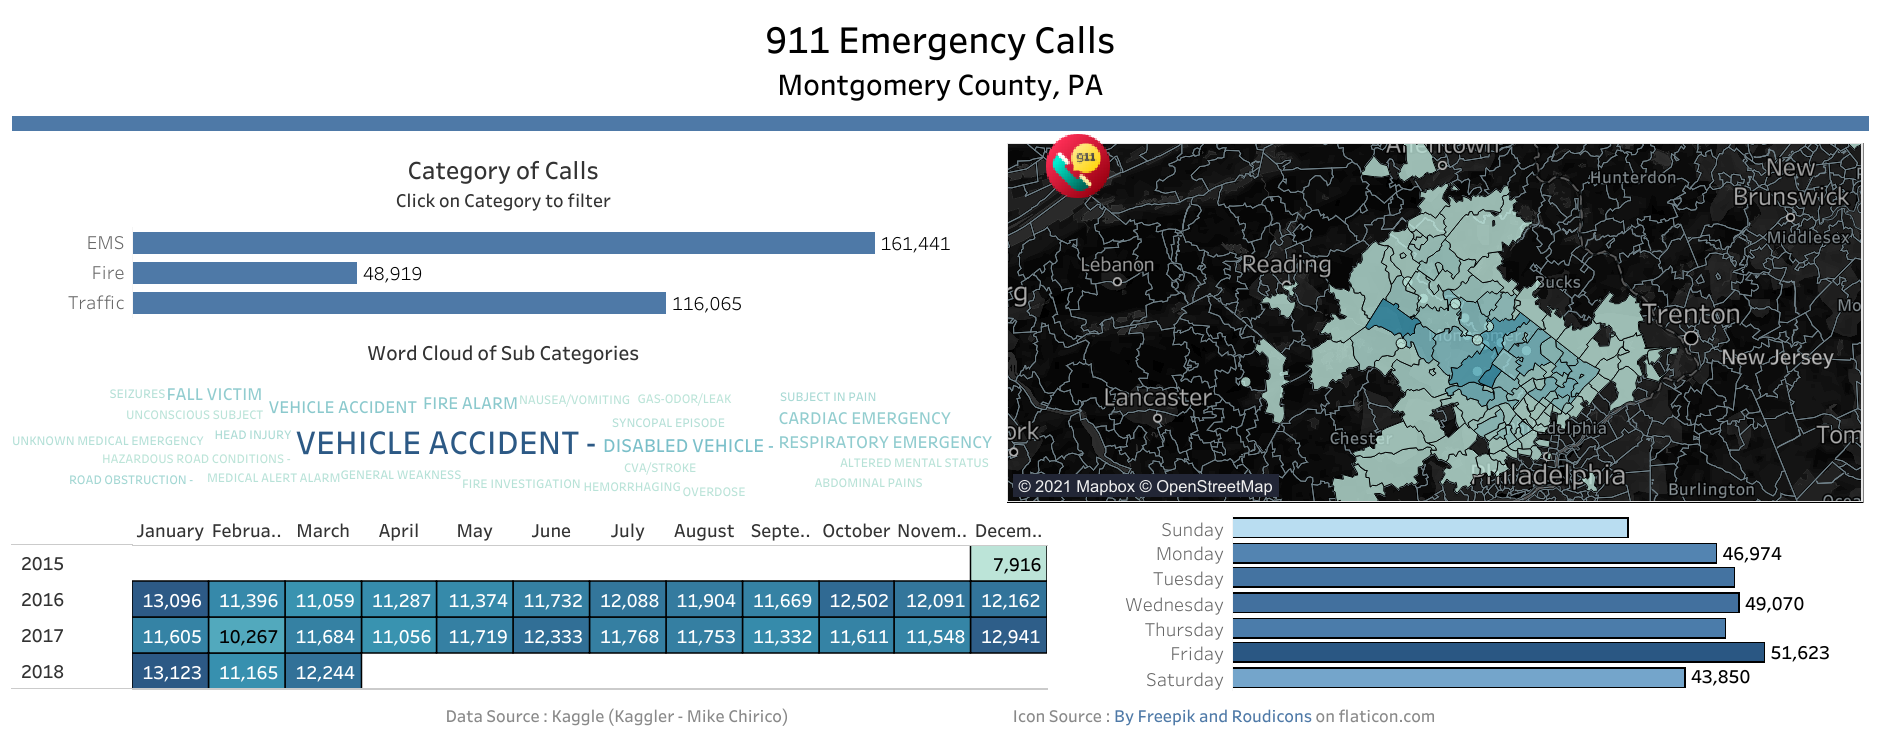 911 Emergency Calls
Montgomery County, PA
Category of Calls
Click on Category to filter
EMS 161,441
Fire 48,919
Traffic 116,065
Word Cloud of Sub Categories
SEIZURES FALL VICTIM
VEHICLE ACCIDENT FIRE ALARM NAUSEA/VOMITING GAS-ODOR/LEAK SUBJECT IN PAIN
UNCONSCIOUS SUBJECT SYNCOPAL EPISODE CARDIAC EMERGENCY
UNKNOWN MEDICAL EMERGENCY HEAD INJURY VEHICLE ACCIDENT - DISABLED VEHICLE - RESPIRATORY EMERGENCY
HAZARDOUS ROAD CONDITIONS - CVA/STROKE ALTERED MENTAL STATUS
ROAD OBSTRUCTION - MEDICAL ALERT ALARM GENERAL WEAKNESS FIRE INVESTIGATION HEMORRHAGING OVERDOSE ABDOMINAL PAINS
911
Allentown
Hunterdon
New
Brunswick
Middlesex
Lebanon
Reading
rg
Bucks
Mo
Trenton
New Jersey
Lancaster
ork
Chester
delphia
Tom
Philadelphia
Burlington
Ocea
© 2021 Mapbox © OpenStreetMap
January Februa.. March April May June July August Septe.. October Novem.. Decem..
2015 7,916
2016 13,096 11,396 11,059 11,287 11,374 11,732 12,088 11,904 11,669 12,502 12,091 12,162
2017 11,605 10,267 11,684 11,056 11,719 12,333 11,768 11,753 11,332 11,611 11,548 12,941
2018 13,123 11,165 12,244
Sunday
Monday 46,974
Tuesday
Wednesday 49,070
Thursday
Friday 51,623
Saturday 43,850
Data Source : Kaggle (Kaggler - Mike Chirico)
Icon Source : By Freepik and Roudicons on flaticon.com